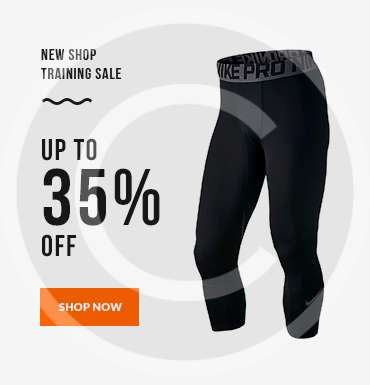 NEW SHOP
TRAINING SALE
UP TO
35%
OFF
SHOP NOW
NIKE PRO